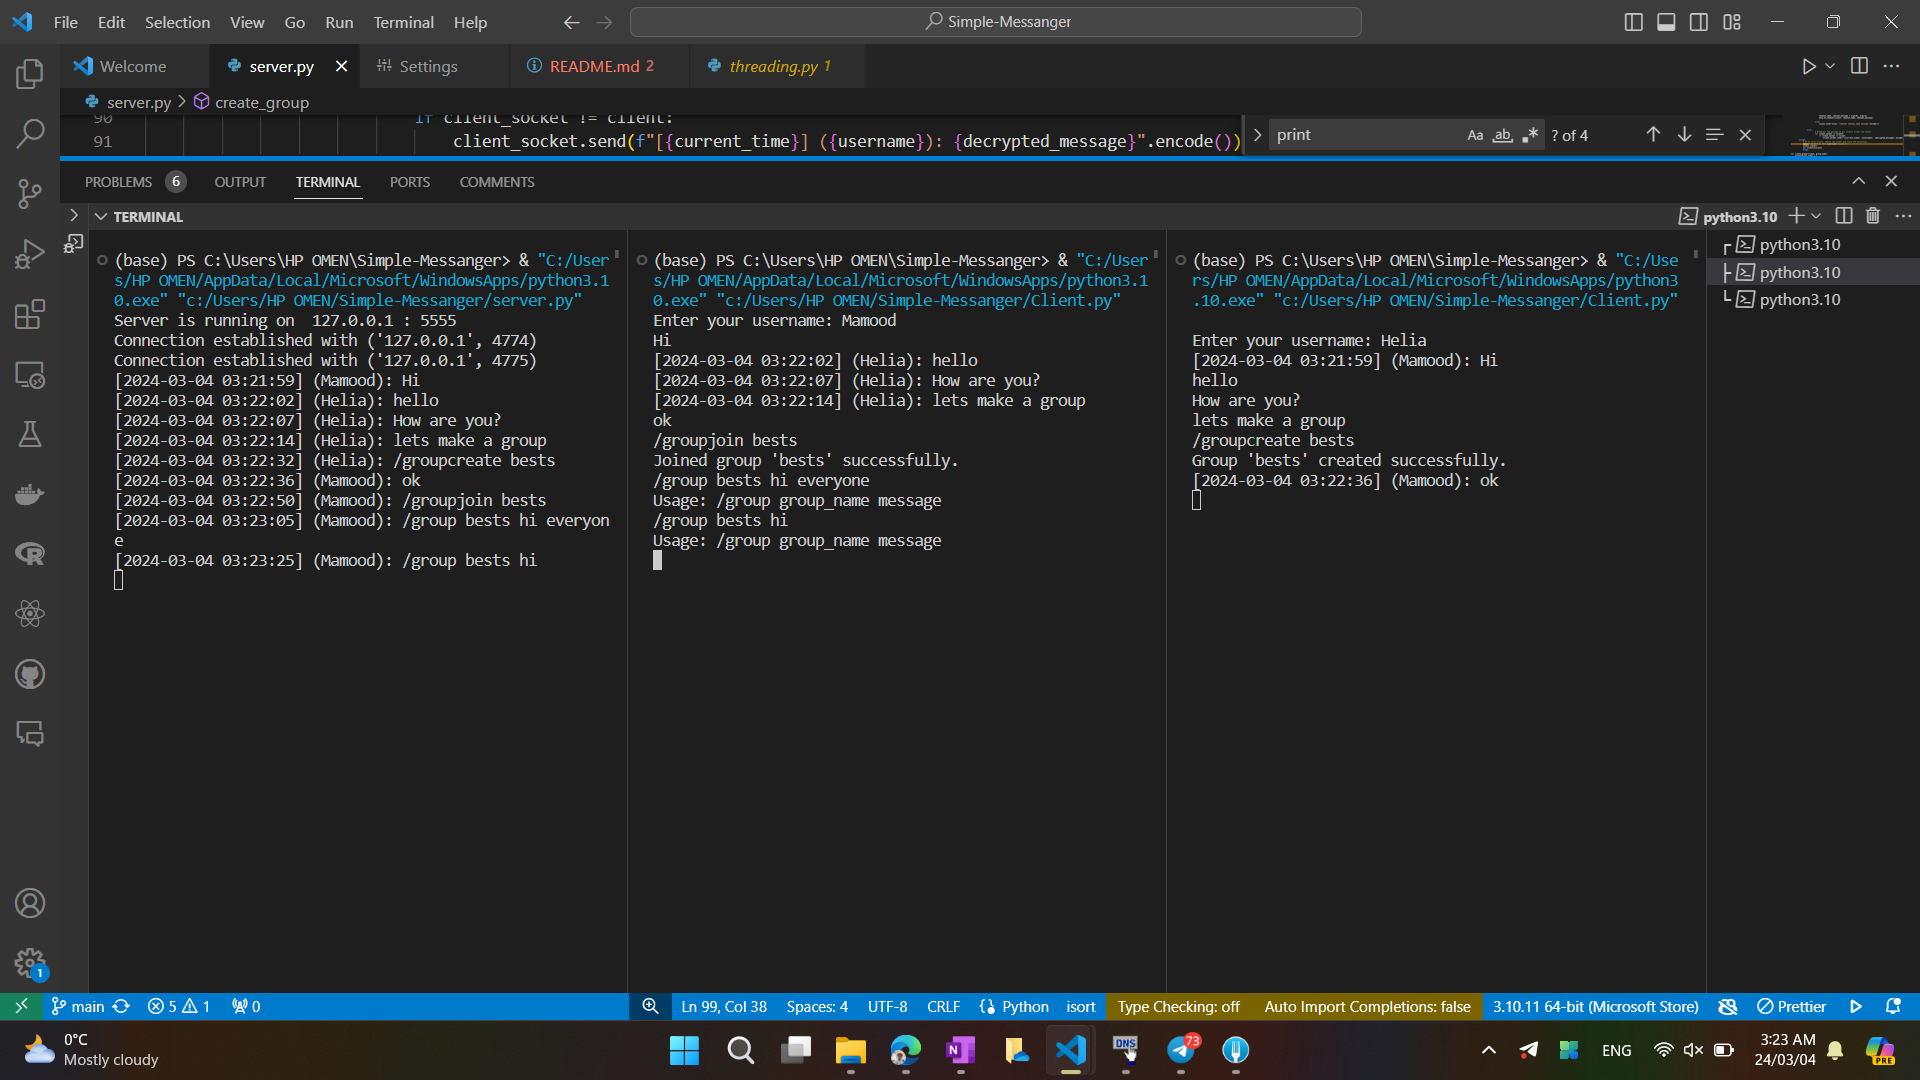 File Edit Selection View Go Run Terminal Help
Simple-Messanger
Welcome server.py Settings README.md 2 threading.py 1
server.py > create_group
90 if client_socket != client:
91 client_socket.send(f"[{current_time}] ({username}): {decrypted_message}".encode())
print Aa ab ? of 4
PROBLEMS 6 OUTPUT TERMINAL PORTS COMMENTS
TERMINAL
python3.10
(base) PS C:\Users\HP OMEN\Simple-Messanger> & "C:/User
s/HP OMEN/AppData/Local/Microsoft/WindowsApps/python3.1
0.exe" "c:/Users/HP OMEN/Simple-Messanger/server.py"
Server is running on  127.0.0.1 : 5555
Connection established with ('127.0.0.1', 4774)
Connection established with ('127.0.0.1', 4775)
[2024-03-04 03:21:59] (Mamood): Hi
[2024-03-04 03:22:02] (Helia): hello
[2024-03-04 03:22:07] (Helia): How are you?
[2024-03-04 03:22:14] (Helia): lets make a group
[2024-03-04 03:22:32] (Helia): /groupcreate bests
[2024-03-04 03:22:36] (Mamood): ok
[2024-03-04 03:22:50] (Mamood): /groupjoin bests
[2024-03-04 03:23:05] (Mamood): /group bests hi everyon
e
[2024-03-04 03:23:25] (Mamood): /group bests hi
(base) PS C:\Users\HP OMEN\Simple-Messanger> & "C:/User
s/HP OMEN/AppData/Local/Microsoft/WindowsApps/python3.1
0.exe" "c:/Users/HP OMEN/Simple-Messanger/Client.py"
Enter your username: Mamood
Hi
[2024-03-04 03:22:02] (Helia): hello
[2024-03-04 03:22:07] (Helia): How are you?
[2024-03-04 03:22:14] (Helia): lets make a group
ok
/groupjoin bests
Joined group 'bests' successfully.
/group bests hi everyone
Usage: /group group_name message
/group bests hi
Usage: /group group_name message
(base) PS C:\Users\HP OMEN\Simple-Messanger> & "C:/Use
rs/HP OMEN/AppData/Local/Microsoft/WindowsApps/python3
.10.exe" "c:/Users/HP OMEN/Simple-Messanger/Client.py"
Enter your username: Helia
[2024-03-04 03:21:59] (Mamood): Hi
hello
How are you?
lets make a group
/groupcreate bests
Group 'bests' created successfully.
[2024-03-04 03:22:36] (Mamood): ok
python3.10
python3.10
python3.10
1
main 5 1 0 Ln 99, Col 38 Spaces: 4 UTF-8 CRLF Python isort Type Checking: off Auto Import Completions: false 3.10.11 64-bit (Microsoft Store) Prettier
0°C
Mostly cloudy
N
DNS
73
ENG
3:23 AM
24/03/04
PRE